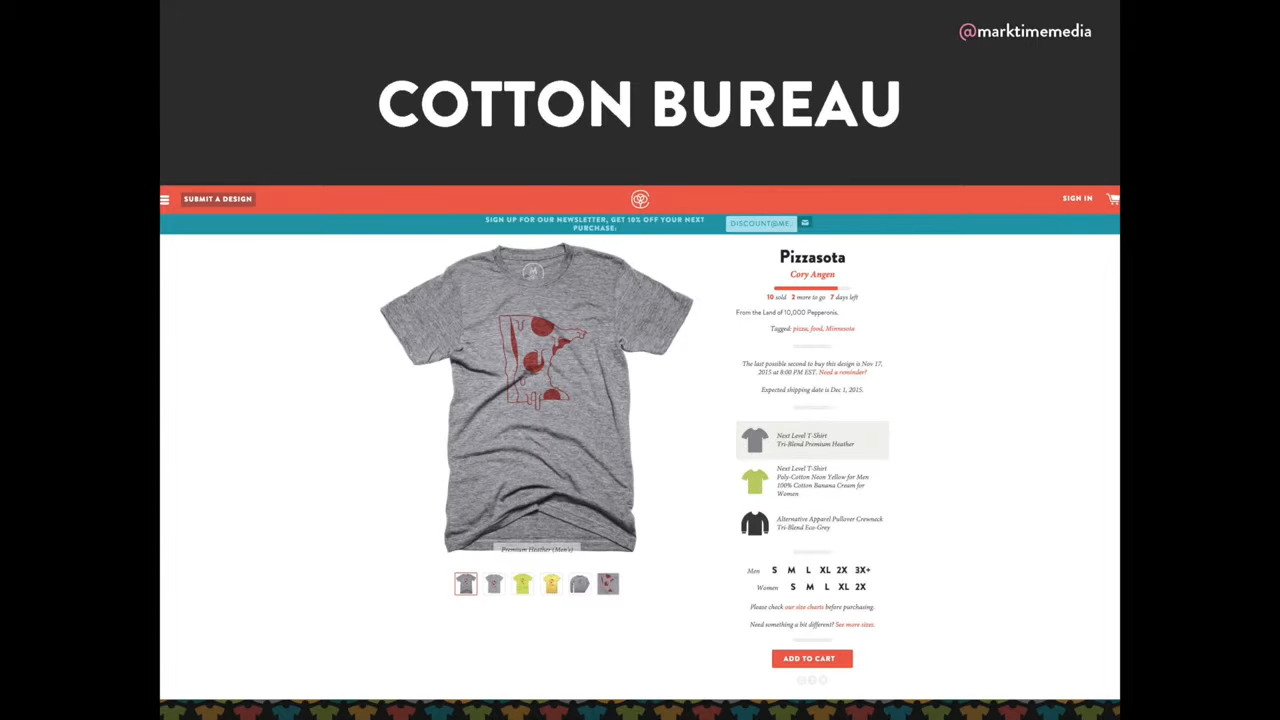 @marktimemedia
COTTON BUREAU
SUBMIT A DESIGN
SIGN IN
SIGN UP FOR OUR NEWSLETTER, GET 10% OFF YOUR NEXT
PURCHASE:
DISCOUNT@ME.
M
Pizzasota
Cory Angen
10 sold 2 more to go 7 days left
From the Land of 10,000 Pepperonis.
Tagged: pizza, food, Minnesota
The last possible second to buy this design is Nov 17,
2015 at 8:00 PM EST. Need a reminder?
Expected shipping date is Dec 1, 2015.
Next Level T-Shirt
Tri-Blend Premium Heather
Next Level T-Shirt
Poly-Cotton Neon Yellow for Men
100% Cotton Banana Cream for
Women
Alternative Apparel Pullover Crewneck
Tri-Blend Eco-Grey
Premium Heather (Men's)
Men S M L XL 2X 3X+
Women S M L XL 2X
Please check our size charts before purchasing.
Need something a bit different? See more sizes.
ADD TO CART